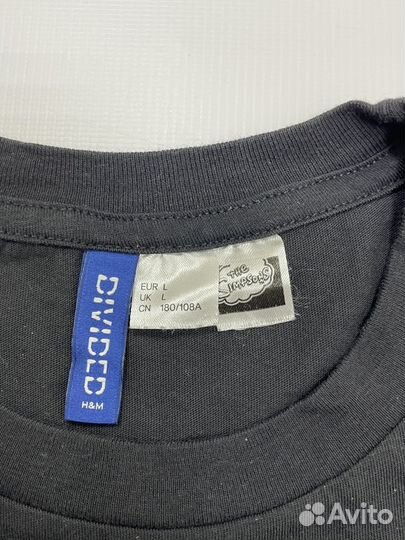 DIVIDED
H&M
EUR L
UK L
CN 180/108A
THE
SIMPSONS
Avito